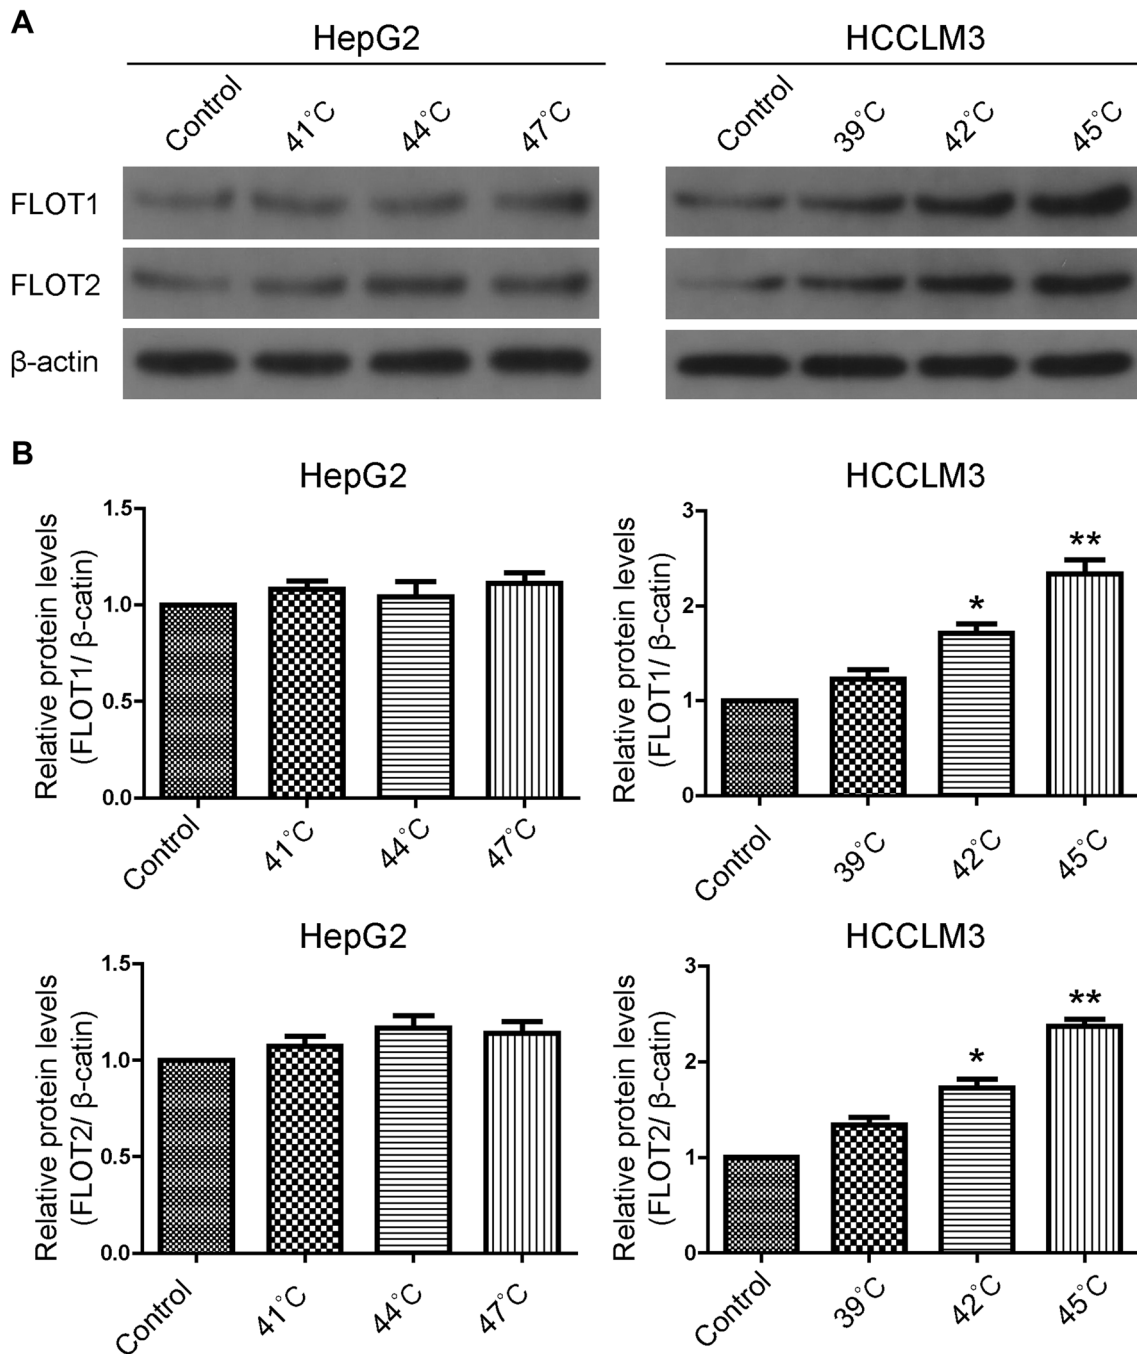 A
HepG2 HCCLM3
Control 41°C 44°C 47°C Control 39°C 42°C 45°C
FLOT1
FLOT2
β-actin
B
HepG2
Relative protein levels
(FLOT1/ β-catin)
1.5
1.0
0.5
0.0
Control 41°C 44°C 47°C
HCCLM3
Relative protein levels
(FLOT1/ β-catin)
3
2
1
0
* **
Control 39°C 42°C 45°C
HepG2
Relative protein levels
(FLOT2/ β-catin)
1.5
1.0
0.5
0.0
Control 41°C 44°C 47°C
HCCLM3
Relative protein levels
(FLOT2/ β-catin)
3
2
1
0
* **
Control 39°C 42°C 45°C